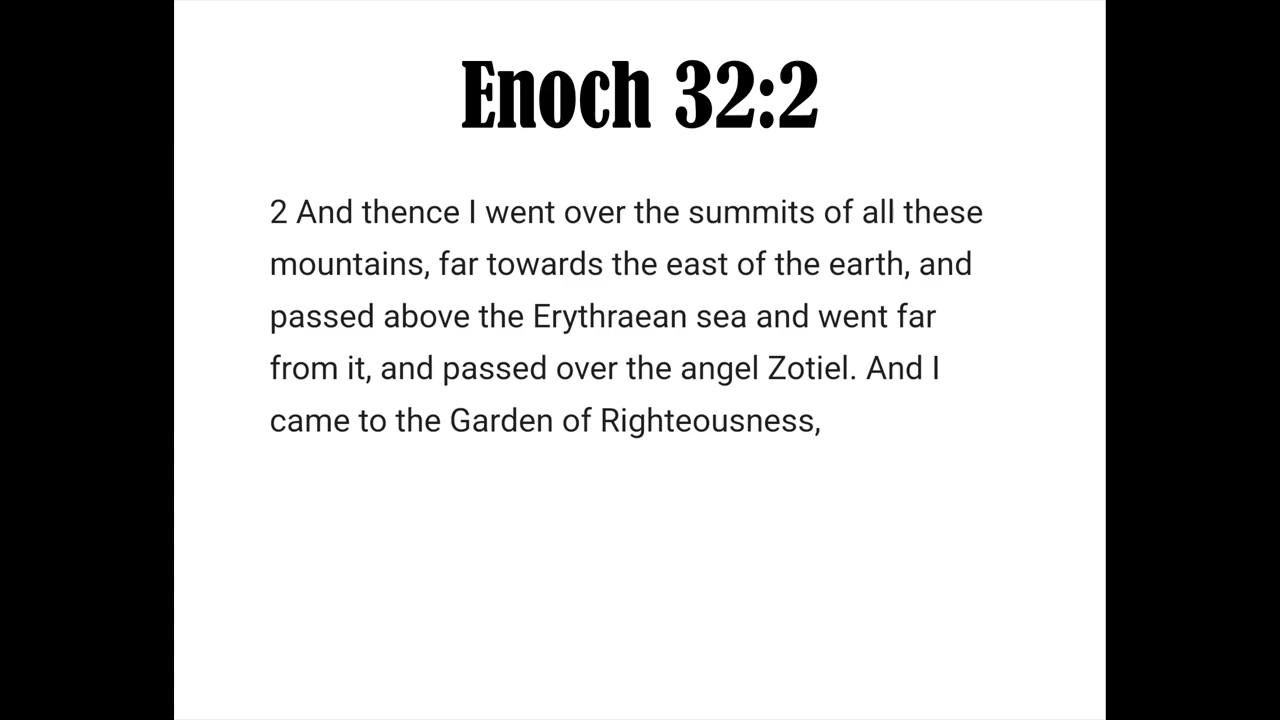 Enoch 32:2
2 And thence I went over the summits of all these
mountains, far towards the east of the earth, and
passed above the Erythraean sea and went far
from it, and passed over the angel Zotiel. And I
came to the Garden of Righteousness,